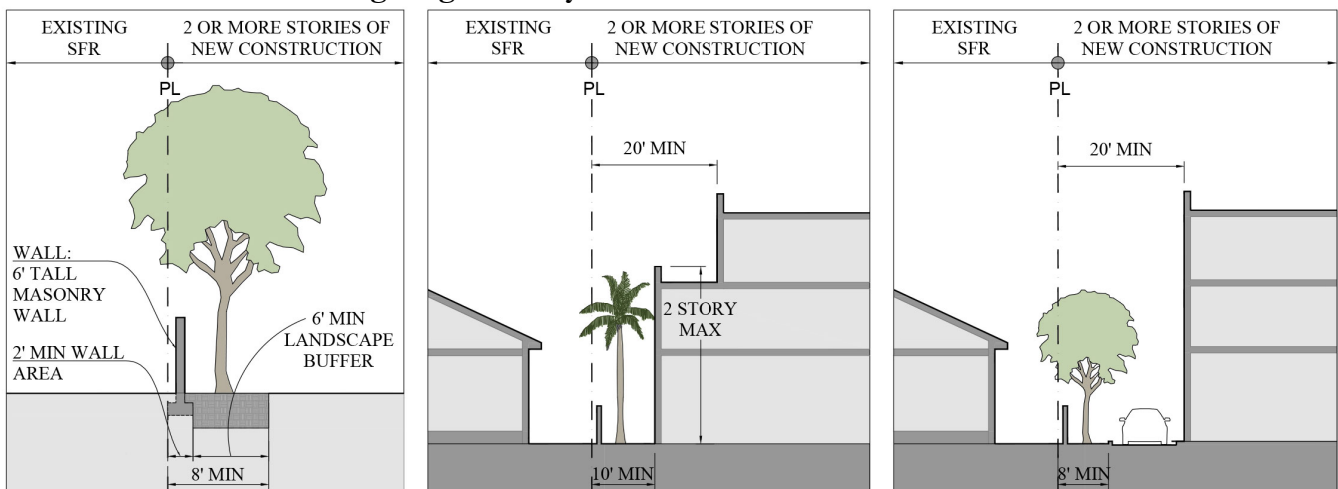 EXISTING
SFR
2 OR MORE STORIES OF
NEW CONSTRUCTION
PL
WALL:
6' TALL
MASONRY
WALL
2' MIN WALL
AREA
6' MIN
LANDSCAPE
BUFFER
8' MIN
EXISTING
SFR
2 OR MORE STORIES OF
NEW CONSTRUCTION
PL
20' MIN
2 STORY
MAX
10' MIN
EXISTING
SFR
2 OR MORE STORIES OF
NEW CONSTRUCTION
PL
20' MIN
8' MIN